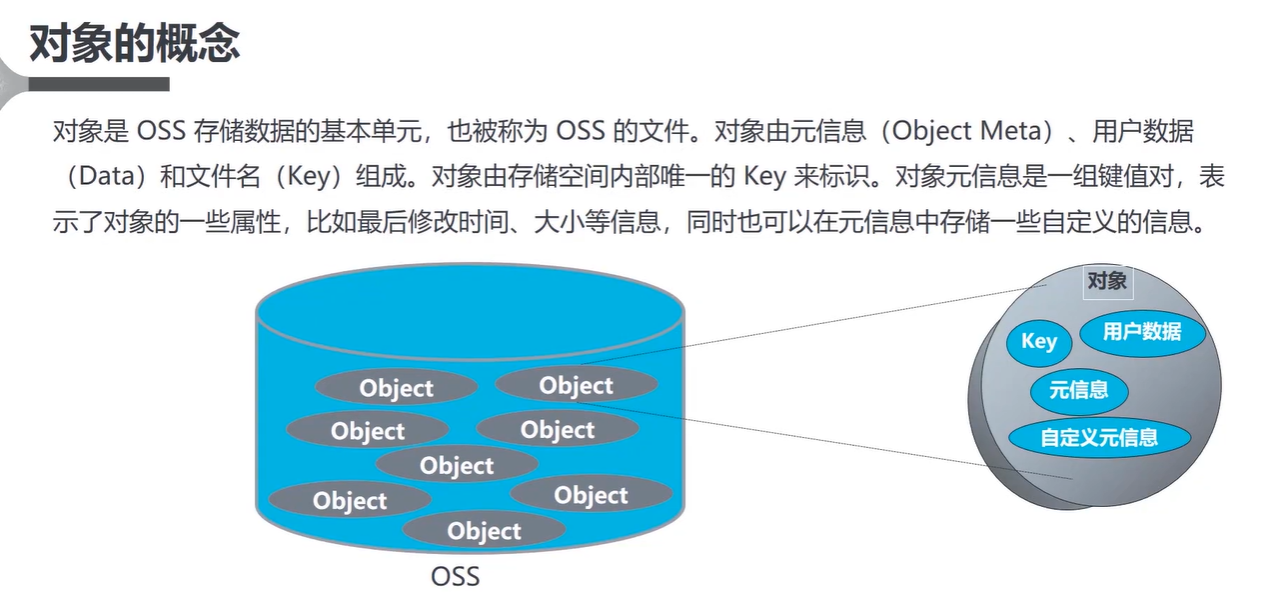 对象的概念
对象是 OSS 存储数据的基本单元，也被称为 OSS 的文件。对象由元信息（Object Meta）、用户数据
（Data）和文件名（Key）组成。对象由存储空间内部唯一的 Key 来标识。对象元信息是一组键值对，表
示了对象的一些属性，比如最后修改时间、大小等信息，同时也可以在元信息中存储一些自定义的信息。
对象
Key
用户数据
元信息
自定义元信息
Object
Object
Object
Object
Object
Object
Object
Object
OSS